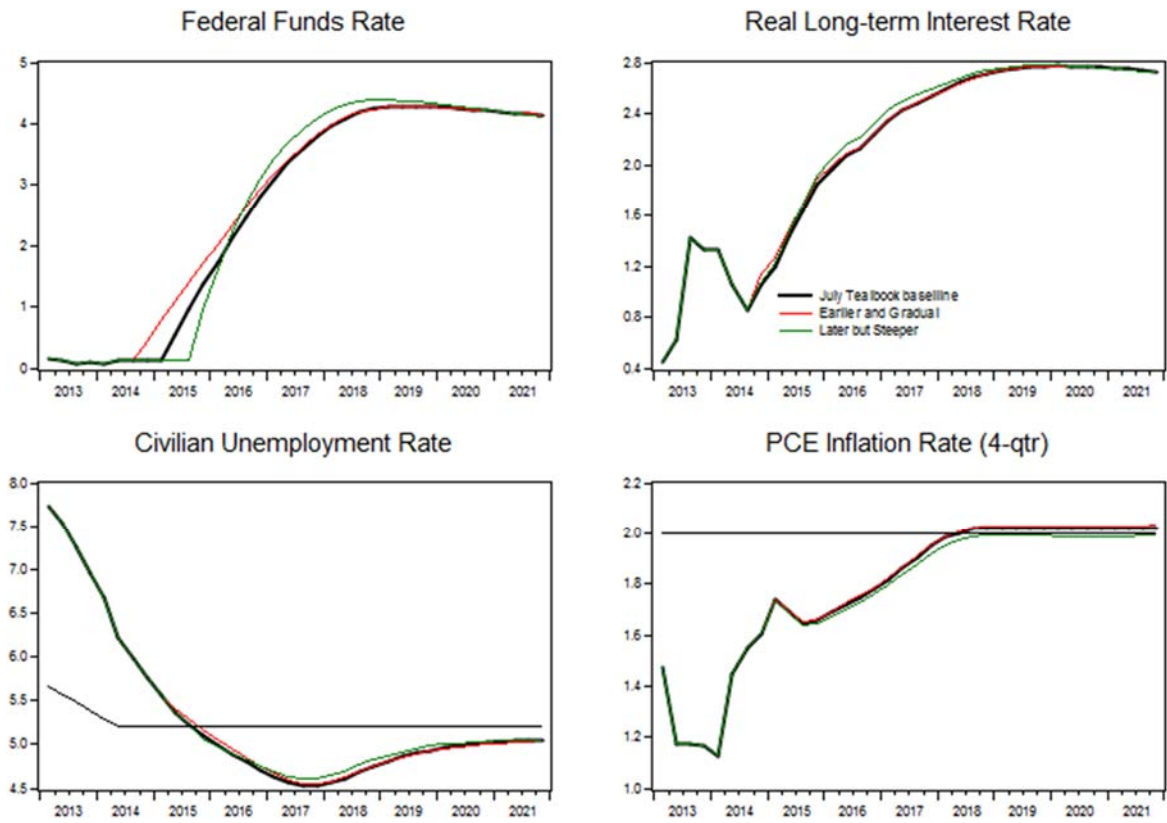 Federal Funds Rate
5
4
3
2
1
0
2013 2014 2015 2016 2017 2018 2019 2020 2021
Real Long-term Interest Rate
2.8
2.4
2.0
1.6
1.2
0.8
0.4
July Tealbook baseline
Earlier and Gradual
Later but Steeper
2013 2014 2015 2016 2017 2018 2019 2020 2021
Civilian Unemployment Rate
8.0
7.5
7.0
6.5
6.0
5.5
5.0
4.5
2013 2014 2015 2016 2017 2018 2019 2020 2021
PCE Inflation Rate (4-qtr)
2.2
2.0
1.8
1.6
1.4
1.2
1.0
2013 2014 2015 2016 2017 2018 2019 2020 2021